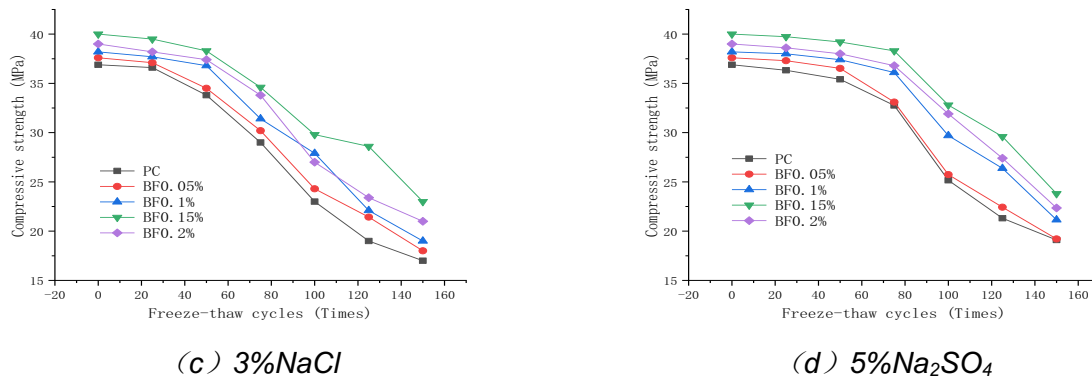 40
35
30
25
20
15
Compressive strength (MPa)
PC
BF0.05%
BF0.1%
BF0.15%
BF0.2%
-20 0 20 40 60 80 100 120 140 160
Freeze-thaw cycles (Times)
（c）3%NaCl
40
35
30
25
20
15
Compressive strength (MPa)
PC
BF0.05%
BF0.1%
BF0.15%
BF0.2%
-20 0 20 40 60 80 100 120 140 160
Freeze-thaw cycles (Times)
（d）5%Na₂SO₄